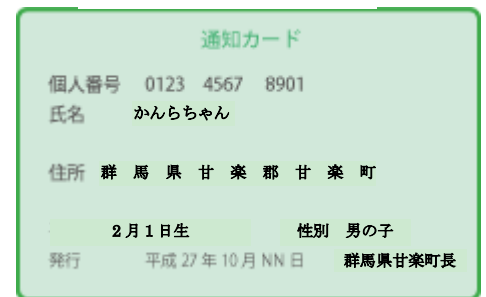 通知カード
個人番号 0123 4567 8901
氏名 かんらちゃん
住所 群馬県甘楽郡甘楽町
2月1日生 性別 男の子
発行 平成27年10月NN日 群馬県甘楽町長